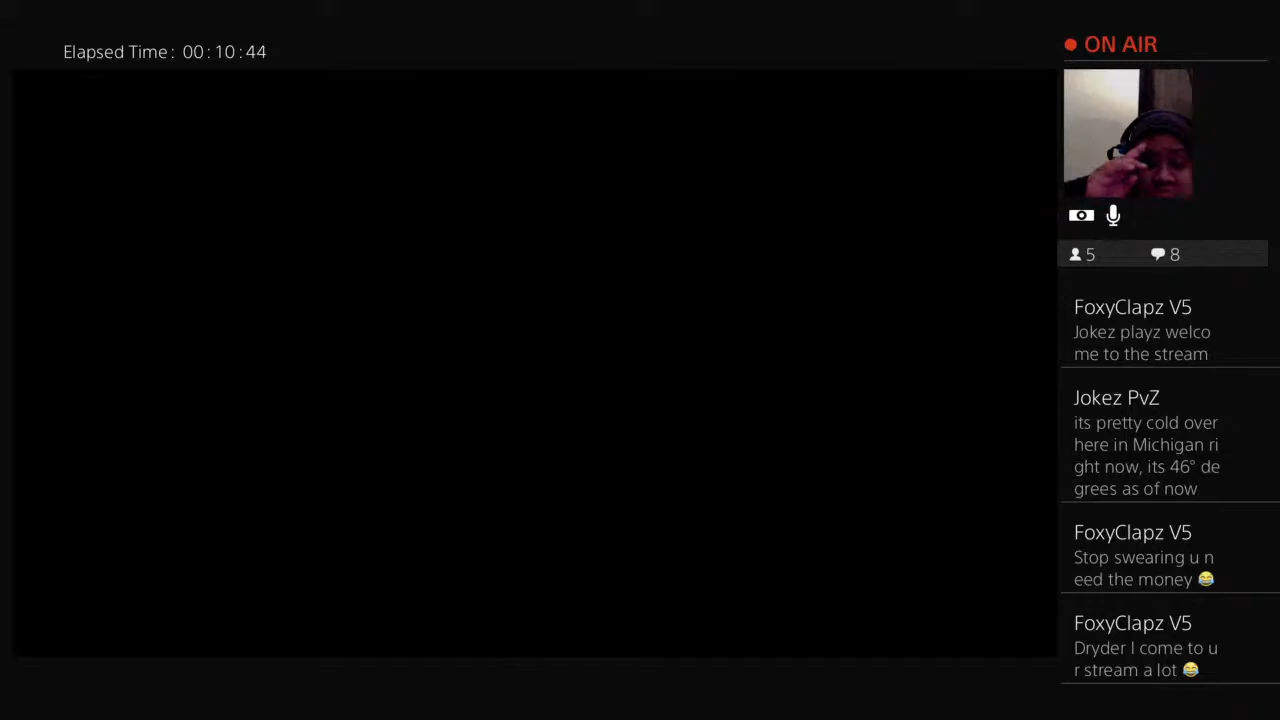 Elapsed Time: 00:10:44
ON AIR
5 8
FoxyClapz V5
Jokez playz welco
me to the stream
Jokez PvZ
its pretty cold over
here in Michigan ri
ght now, its 46° de
grees as of now
FoxyClapz V5
Stop swearing u n
eed the money 😂
FoxyClapz V5
Dryder I come to u
r stream a lot 😂